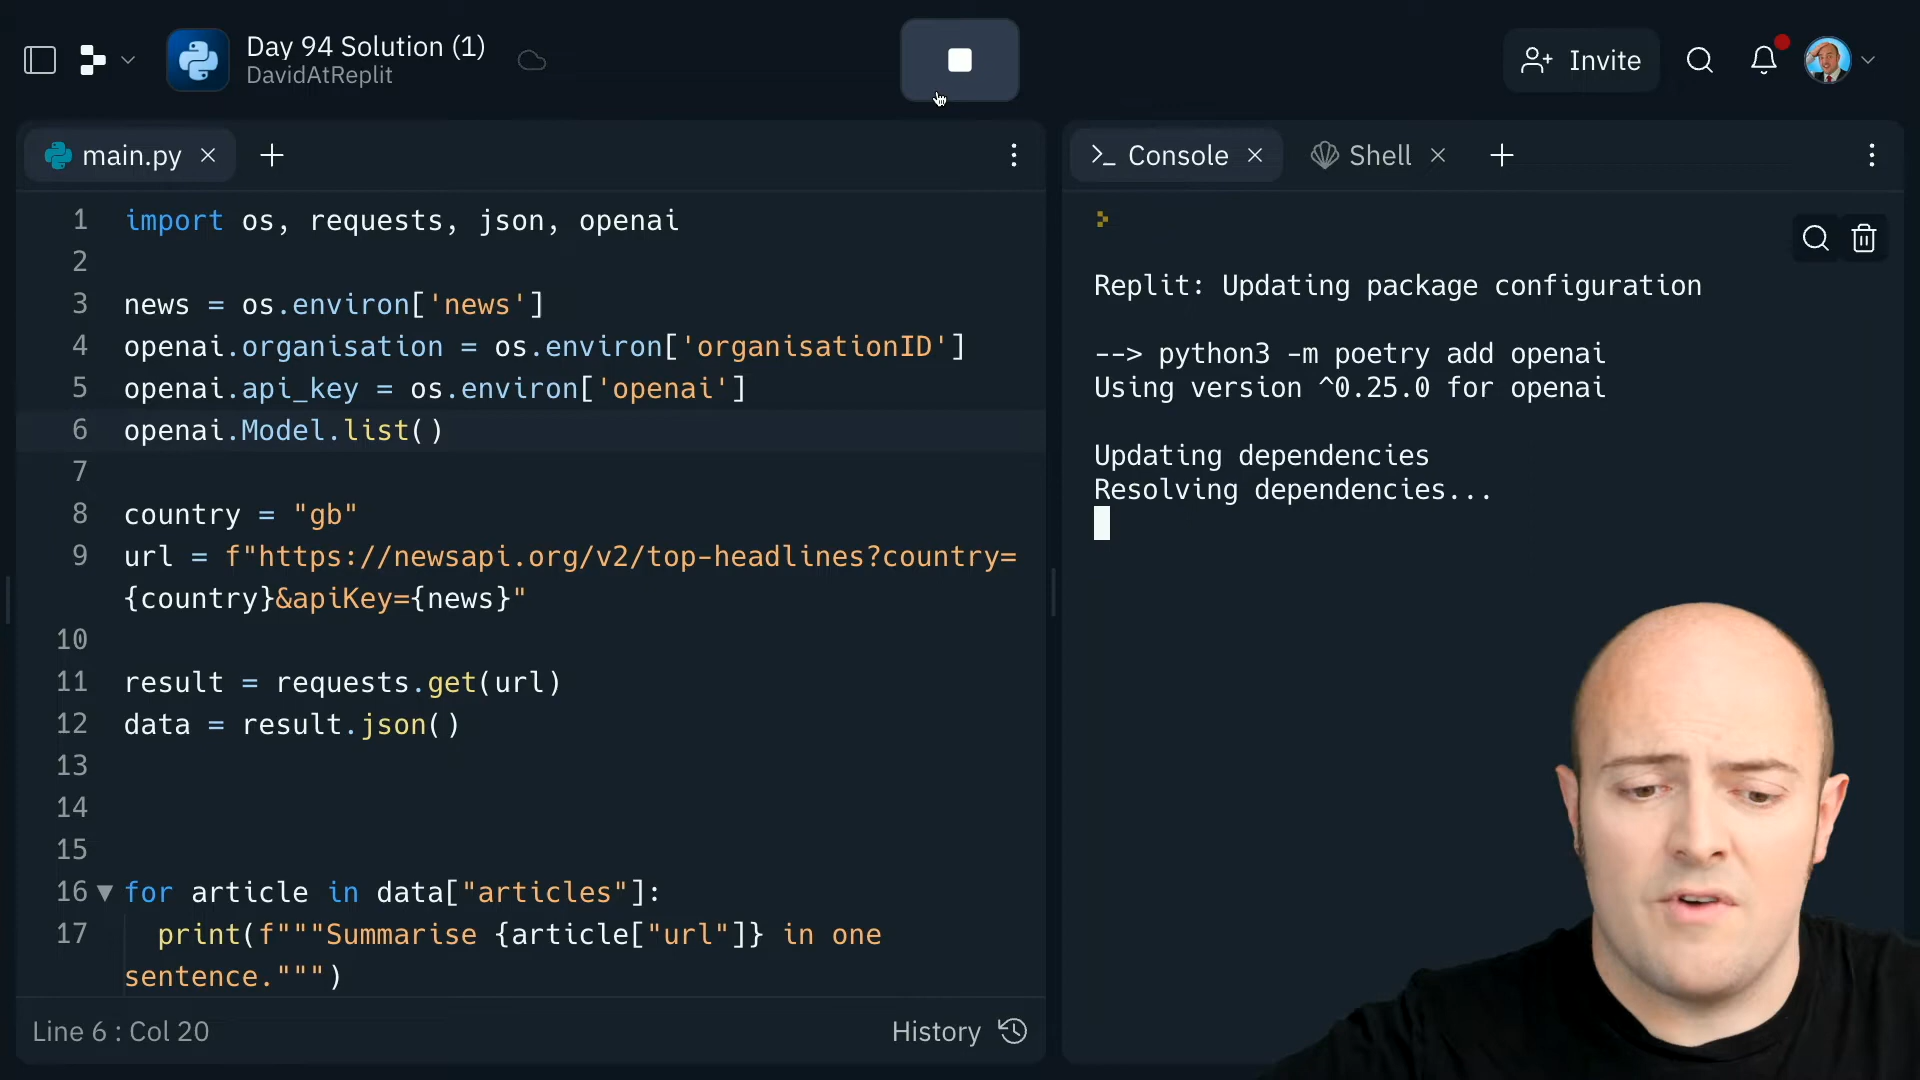 Day 94 Solution (1)
DavidAtReplit
Invite
main.py
Console
Shell
1 import os, requests, json, openai
2
3 news = os.environ['news']
4 openai.organisation = os.environ['organisationID']
5 openai.api_key = os.environ['openai']
6 openai.Model.list()
7
8 country = "gb"
9 url = f"https://newsapi.org/v2/top-headlines?country=
{country}&apiKey={news}"
10
11 result = requests.get(url)
12 data = result.json()
13
14
15
16 for article in data["articles"]:
17 print(f"""Summarise {article["url"]} in one
sentence.""")
Line 6 : Col 20
History
Replit: Updating package configuration
--> python3 -m poetry add openai
Using version ^0.25.0 for openai
Updating dependencies
Resolving dependencies...